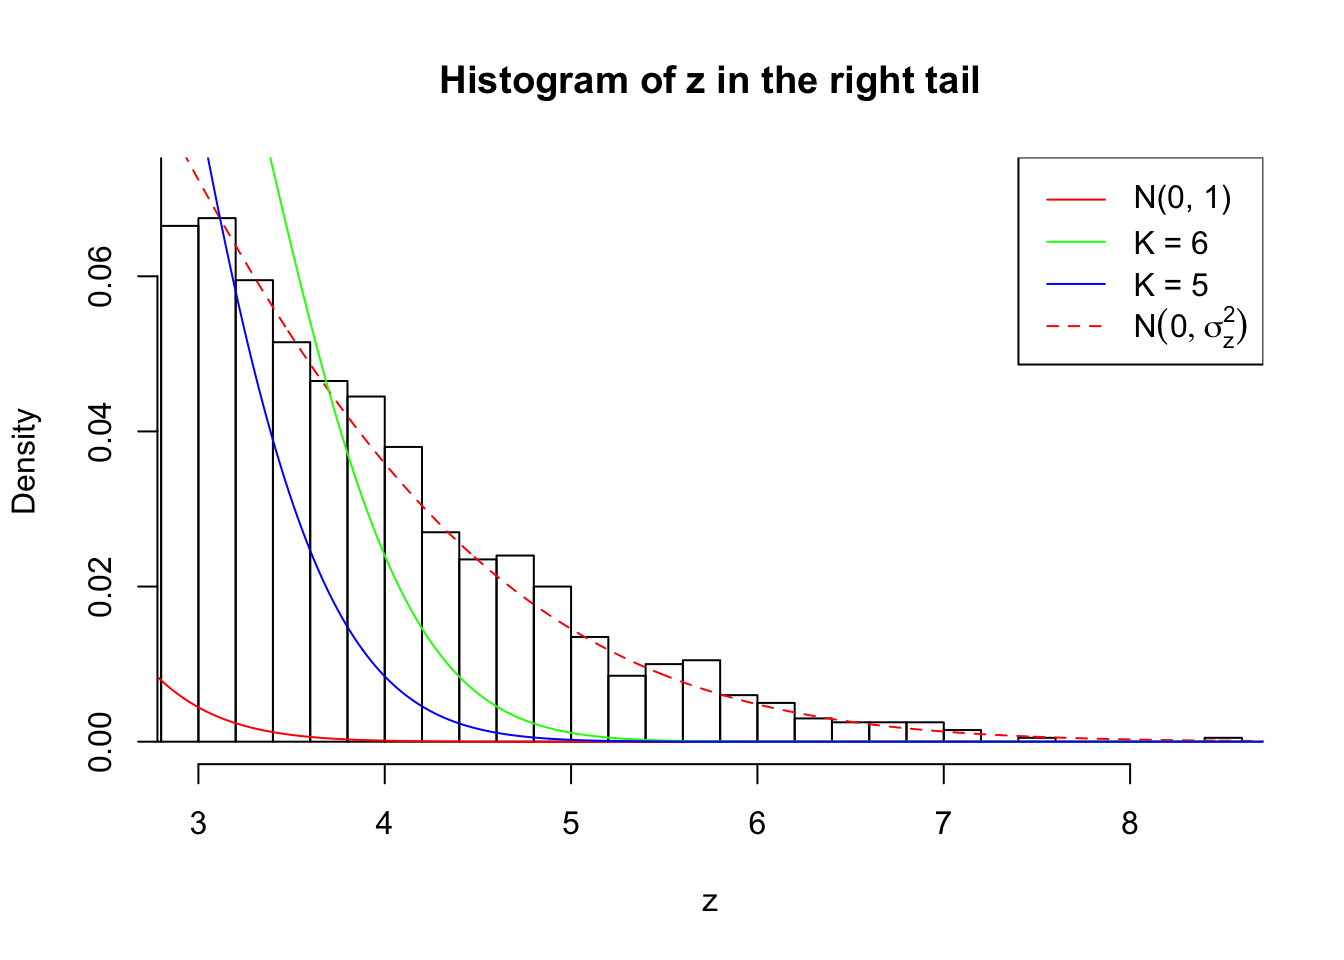 Histogram of z in the right tail
N(0, 1)
K = 6
K = 5
N(0, σ²z)
Density
0.00
0.02
0.04
0.06
3 4 5 6 7 8
z